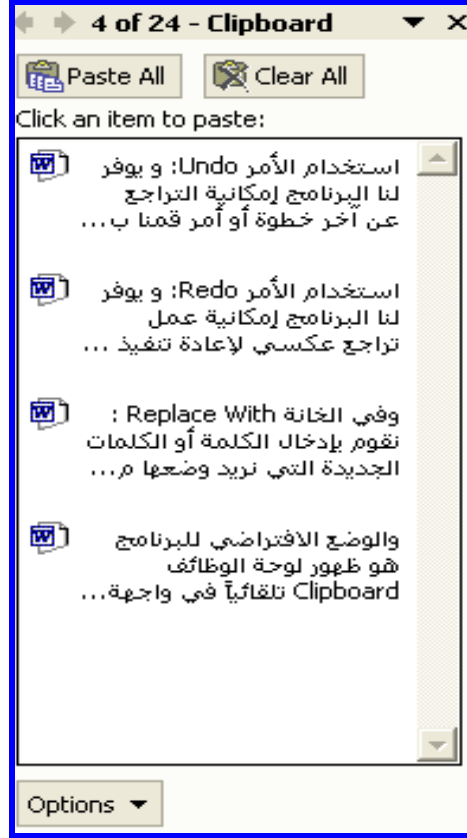 4 of 24 - Clipboard
Paste All
Clear All
Click an item to paste:
استخدام الأمر Undo: و يوفر
لنا البرنامج إمكانية التراجع
عن آخر خطوة أو أمر قمنا ب...
استخدام الأمر Redo: و يوفر
لنا البرنامج إمكانية عمل
تراجع عكسي لإعادة تنفيذ ...
وفي الخانة Replace With :
نقوم بإدخال الكلمة أو الكلمات
الجديدة التي نريد وضعها م...
والوضع الافتراضي للبرنامج
هو ظهور لوحة الوظائف
Clipboard تلقائياً في واجهة...
Options